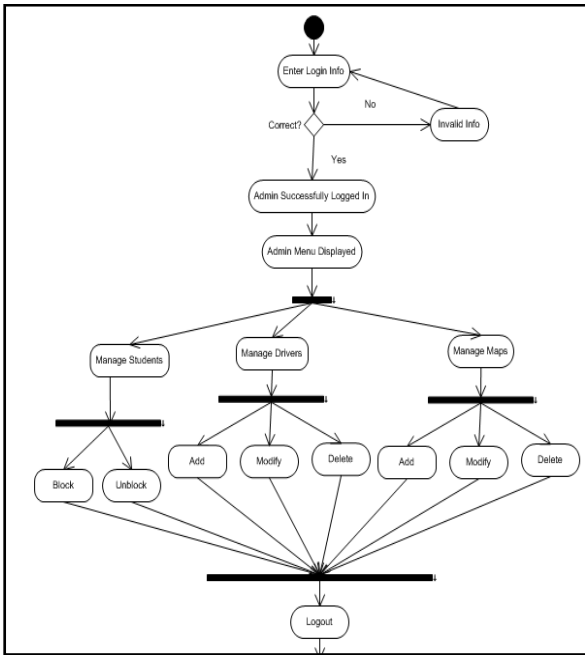 Enter Login Info
No
Correct?
Invalid Info
Yes
Admin Successfully Logged In
Admin Menu Displayed
Manage Students
Manage Drivers
Manage Maps
Block
Unblock
Add
Modify
Delete
Add
Modify
Delete
Logout